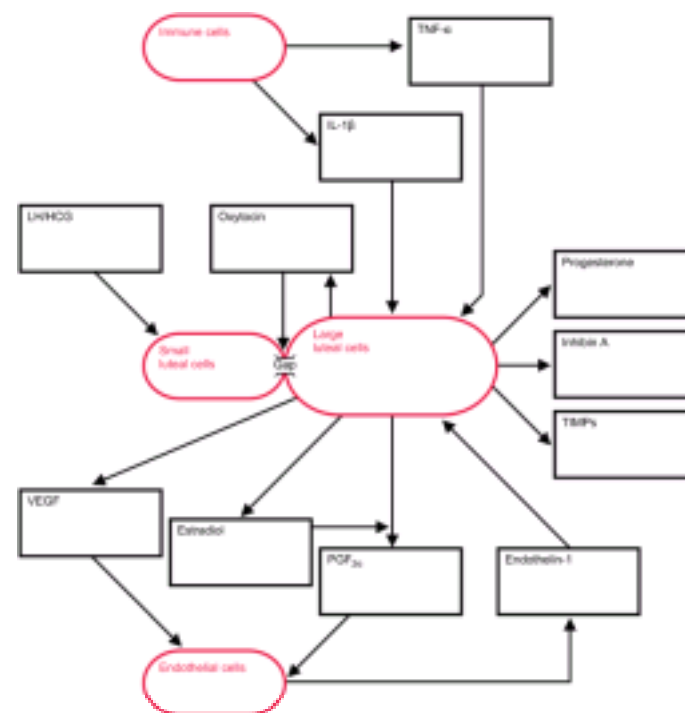 Immune cells
TNF-α
IL-1β
LH/HCG
Oxytocin
Progesterone
Large
luteal cells
Small
luteal cells
Gap
Inhibin A
TIMPs
VEGF
Estradiol
PGF₂α
Endothelin-1
Endothelial cells